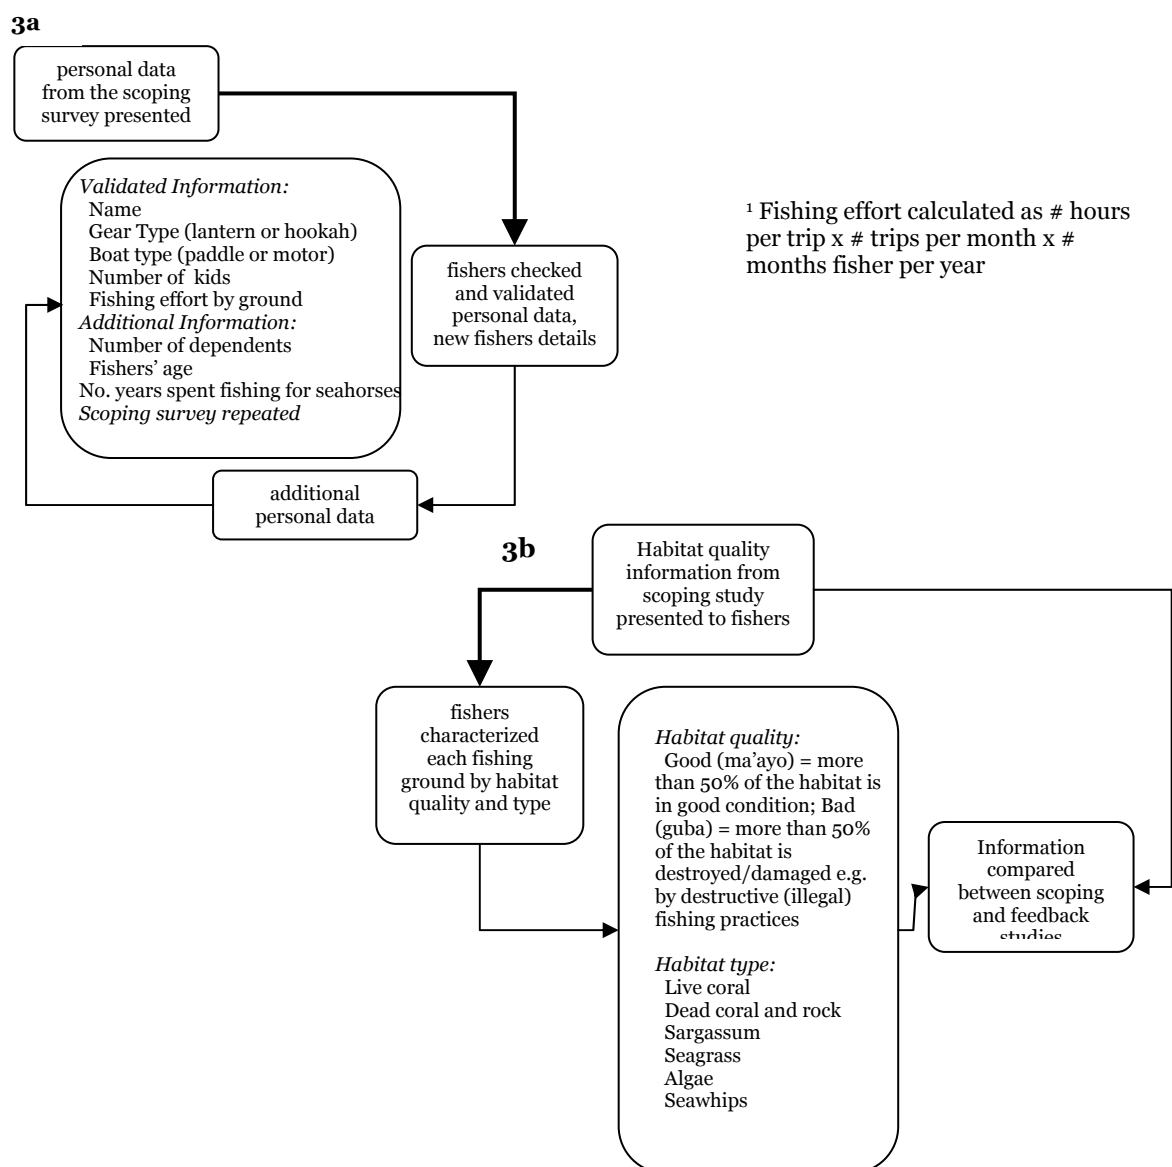 3a
personal data
from the scoping
survey presented
Validated Information:
Name
Gear Type (lantern or hookah)
Boat type (paddle or motor)
Number of  kids
Fishing effort by ground
Additional Information:
Number of dependents
Fishers’ age
No. years spent fishing for seahorses
Scoping survey repeated
fishers checked
and validated
personal data,
new fishers details
¹ Fishing effort calculated as # hours
per trip x # trips per month x #
months fisher per year
additional
personal data
3b
Habitat quality
information from
scoping study
presented to fishers
fishers
characterized
each fishing
ground by habitat
quality and type
Habitat quality:
Good (ma’ayo) = more
than 50% of the habitat is
in good condition; Bad
(guba) = more than 50%
of the habitat is
destroyed/damaged e.g.
by destructive (illegal)
fishing practices
Habitat type:
Live coral
Dead coral and rock
Sargassum
Seagrass
Algae
Seawhips
Information
compared
between scoping
and feedback
studies